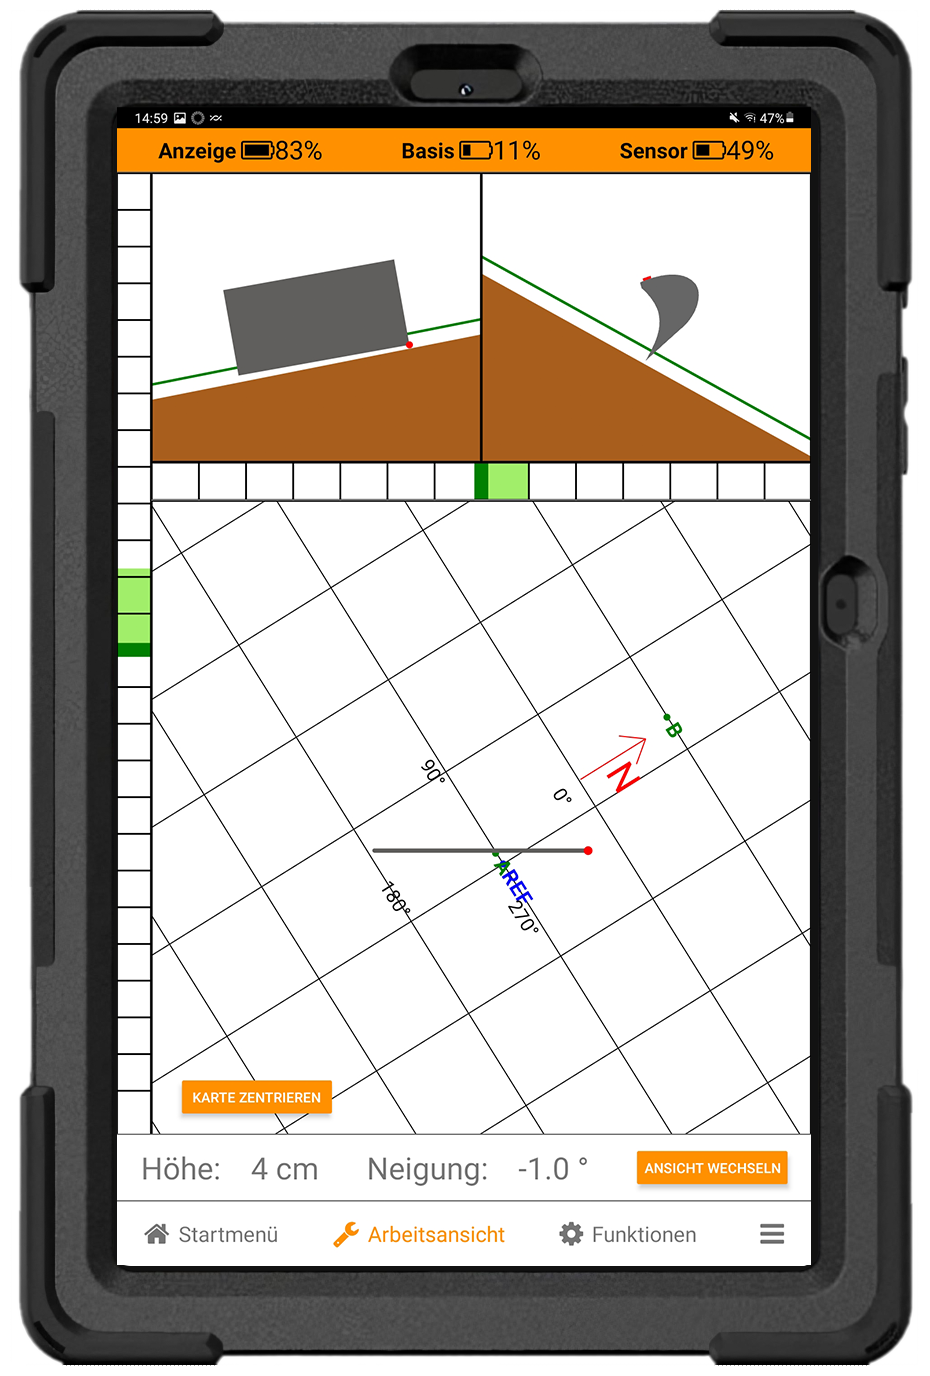 14:59 47%
Anzeige 83% Basis 11% Sensor 49%
B
90°
0°
N
A
REF
180°
270°
KARTE ZENTRIEREN
Höhe: 4 cm Neigung: -1.0 ° ANSICHT WECHSELN
Startmenü Arbeitsansicht Funktionen